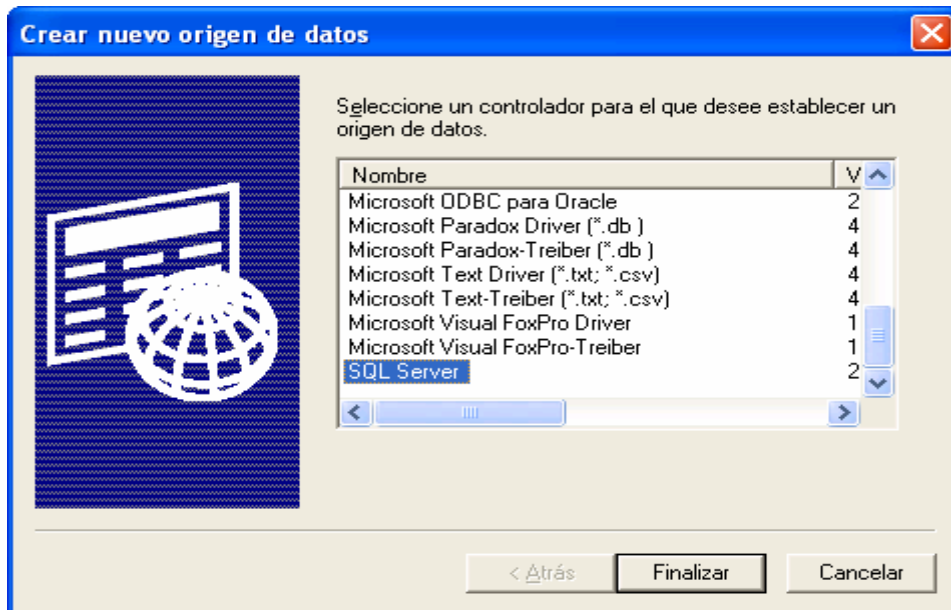 Crear nuevo origen de datos
Seleccione un controlador para el que desee establecer un
origen de datos.
Nombre V
Microsoft ODBC para Oracle 2
Microsoft Paradox Driver (*.db ) 4
Microsoft Paradox-Treiber (*.db ) 4
Microsoft Text Driver (*.txt; *.csv) 4
Microsoft Text-Treiber (*.txt; *.csv) 4
Microsoft Visual FoxPro Driver 1
Microsoft Visual FoxPro-Treiber 1
SQL Server 2
< Atrás Finalizar Cancelar